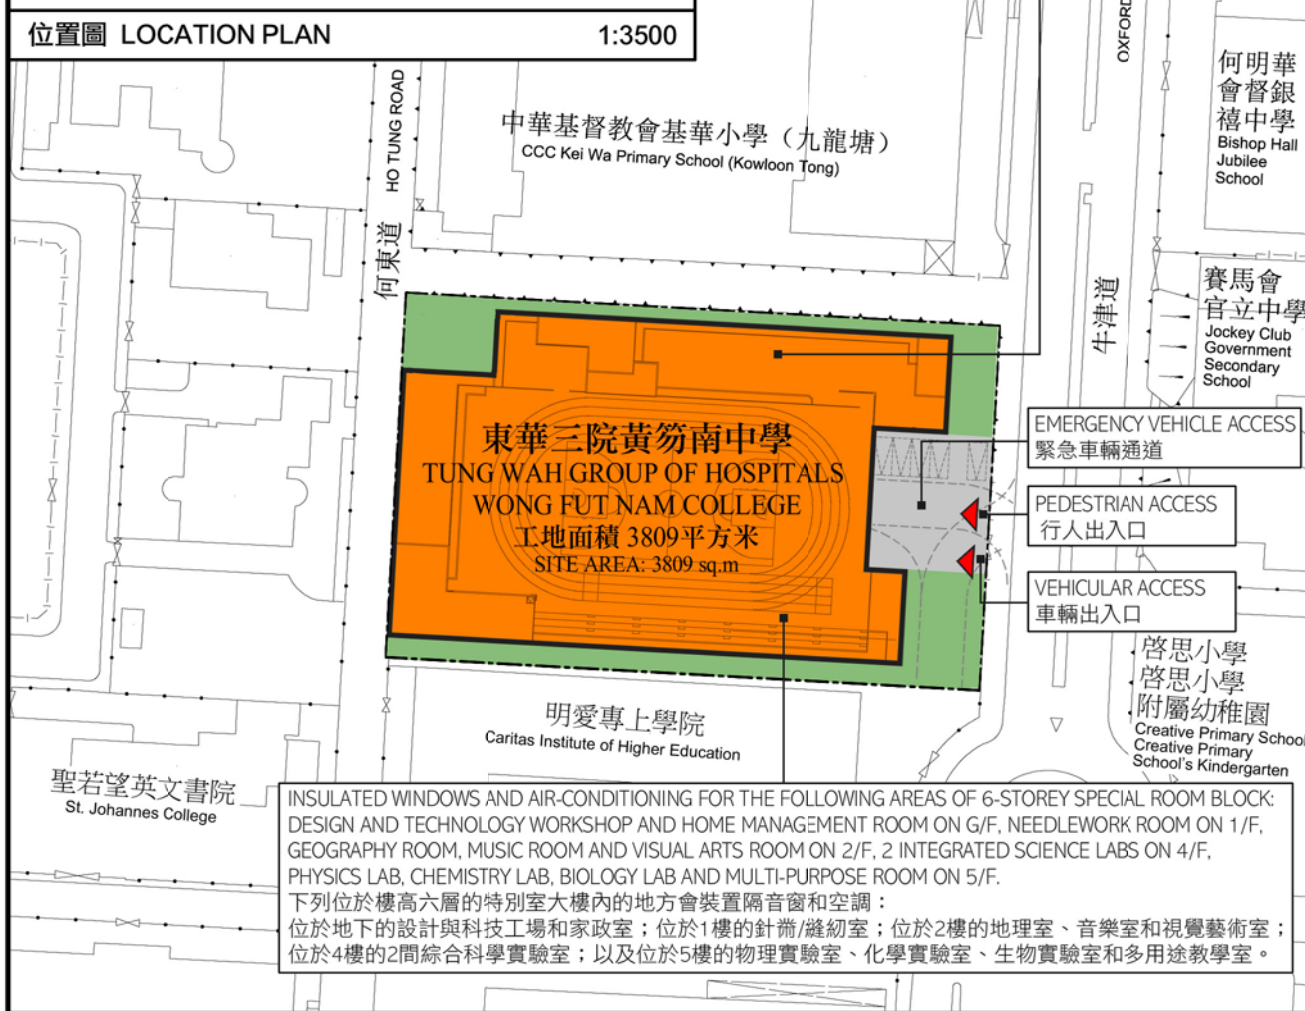 位置圖 LOCATION PLAN 1:3500
HO TUNG ROAD
何東道
中華基督教會基華小學（九龍塘）
CCC Kei Wa Primary School (Kowloon Tong)
OXFORD
牛津道
何明華
會督銀
禧中學
Bishop Hall
Jubilee
School
賽馬會
官立中學
Jockey Club
Government
Secondary
School
東華三院黃笏南中學
TUNG WAH GROUP OF HOSPITALS
WONG FUT NAM COLLEGE
工地面積 3809平方米
SITE AREA: 3809 sq.m
EMERGENCY VEHICLE ACCESS
緊急車輛通道
PEDESTRIAN ACCESS
行人出入口
VEHICULAR ACCESS
車輛出入口
啓思小學
啓思小學
附屬幼稚園
Creative Primary School
Creative Primary
School's Kindergarten
明愛專上學院
Caritas Institute of Higher Education
聖若望英文書院
St. Johannes College
INSULATED WINDOWS AND AIR-CONDITIONING FOR THE FOLLOWING AREAS OF 6-STOREY SPECIAL ROOM BLOCK:
DESIGN AND TECHNOLOGY WORKSHOP AND HOME MANAGEMENT ROOM ON G/F, NEEDLEWORK ROOM ON 1/F,
GEOGRAPHY ROOM, MUSIC ROOM AND VISUAL ARTS ROOM ON 2/F, 2 INTEGRATED SCIENCE LABS ON 4/F,
PHYSICS LAB, CHEMISTRY LAB, BIOLOGY LAB AND MULTI-PURPOSE ROOM ON 5/F.
下列位於樓高六層的特別室大樓內的地方會裝置隔音窗和空調：
位於地下的設計與科技工場和家政室；位於1樓的針黹/縫紉室；位於2樓的地理室、音樂室和視覺藝術室；
位於4樓的2間綜合科學實驗室；以及位於5樓的物理實驗室、化學實驗室、生物實驗室和多用途教學室。